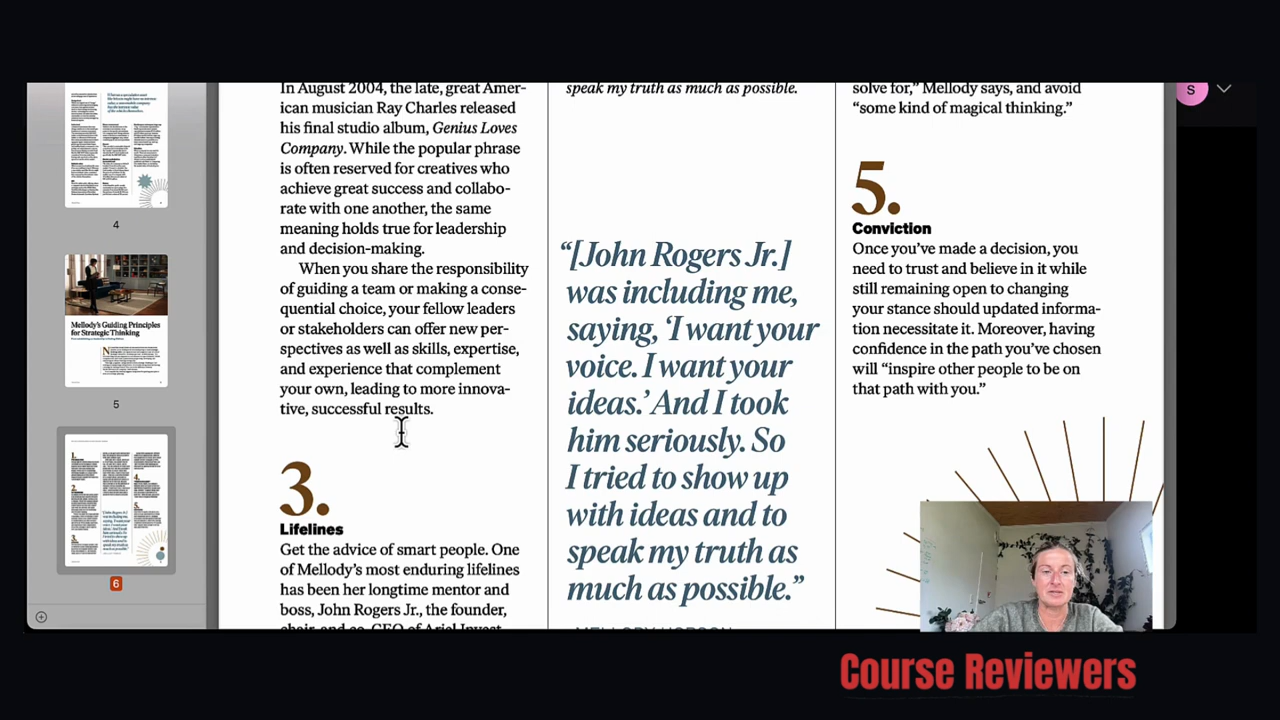 4
Mellody's Guiding Principles
for Strategic Thinking
5
6
In August 2004, the late, great Amer-
ican musician Ray Charles released
his final studio album, Genius Loves
Company. While the popular phrase
is often reserved for creatives who
achieve great success and collabo-
rate with one another, the same
meaning holds true for leadership
and decision-making.
When you share the responsibility
of guiding a team or making a conse-
quential choice, your fellow leaders
or stakeholders can offer new per-
spectives as well as skills, expertise,
and experience that complement
your own, leading to more innova-
tive, successful results.
3.
Lifelines
Get the advice of smart people. One
of Mellody's most enduring lifelines
has been her longtime mentor and
boss, John Rogers Jr., the founder,
chair, and co-CEO of Ariel Invest-
speak my truth as much as possible.
“[John Rogers Jr.]
was including me,
saying, ‘I want your
voice. I want your
ideas.’ And I took
him seriously. So
I tried to show up
with ideas and to
speak my truth as
much as possible.”
—MELLODY HOBSON
solve for,” Mellody says, and avoid
“some kind of magical thinking.”
5.
Conviction
Once you’ve made a decision, you
need to trust and believe in it while
still remaining open to changing
your stance should updated informa-
tion necessitate it. Moreover, having
confidence in the path you’ve chosen
will “inspire other people to be on
that path with you.”
S
Course Reviewers